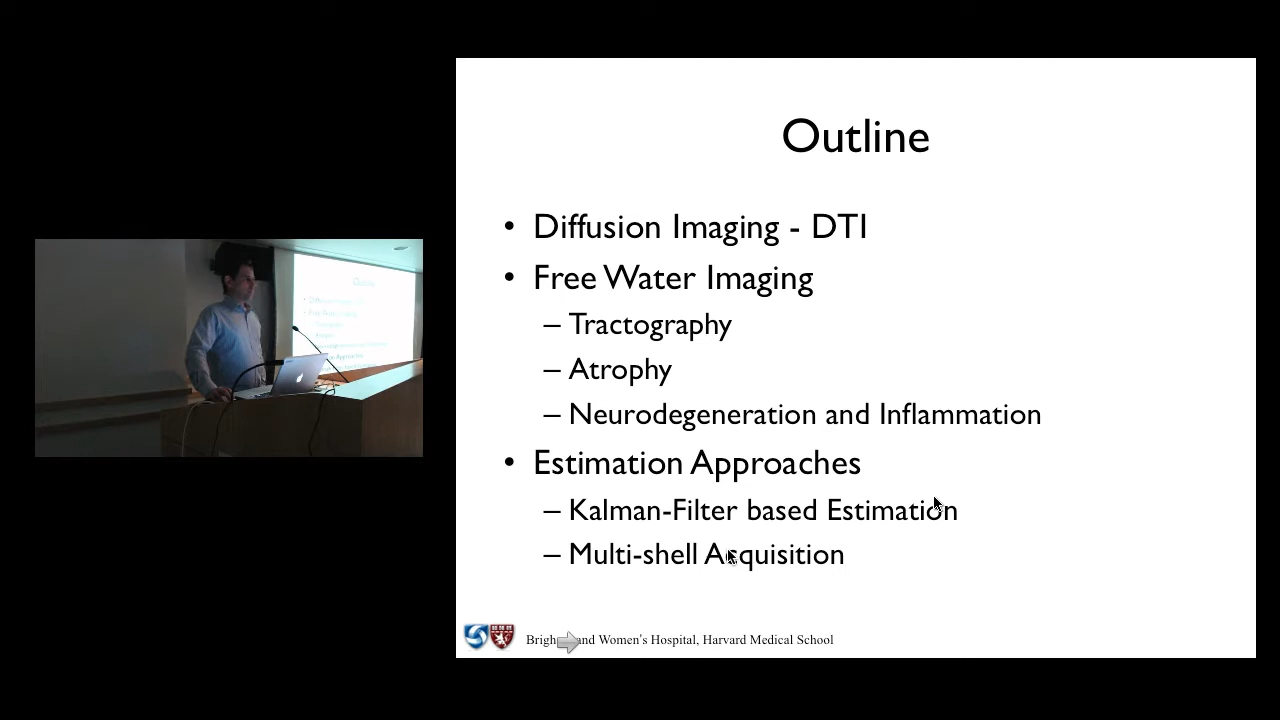 Outline
• Diffusion Imaging - DTI
• Free Water Imaging
– Tractography
– Atrophy
– Neurodegeneration and Inflammation
• Estimation Approaches
– Kalman-Filter based Estimation
– Multi-shell Acquisition
and Women's Hospital, Harvard Medical School